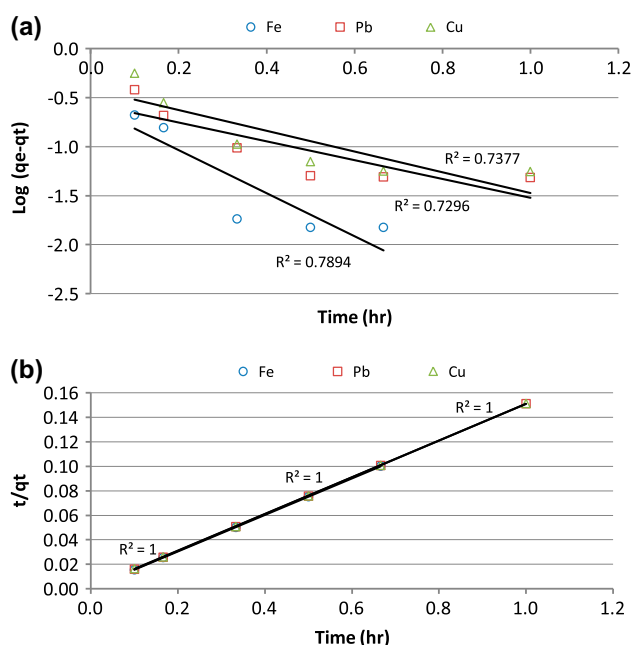 (a)
Fe Pb Cu
0.0
0.0 0.2 0.4 0.6 0.8 1.0 1.2
-0.5
-1.0
-1.5
-2.0
-2.5
Log (qe-qt)
R² = 0.7377
R² = 0.7296
R² = 0.7894
Time (hr)
(b)
Fe Pb Cu
0.16
0.14
0.12
0.10
0.08
0.06
0.04
0.02
0.00
t/qt
R² = 1
R² = 1
R² = 1
0.0 0.2 0.4 0.6 0.8 1.0 1.2
Time (hr)